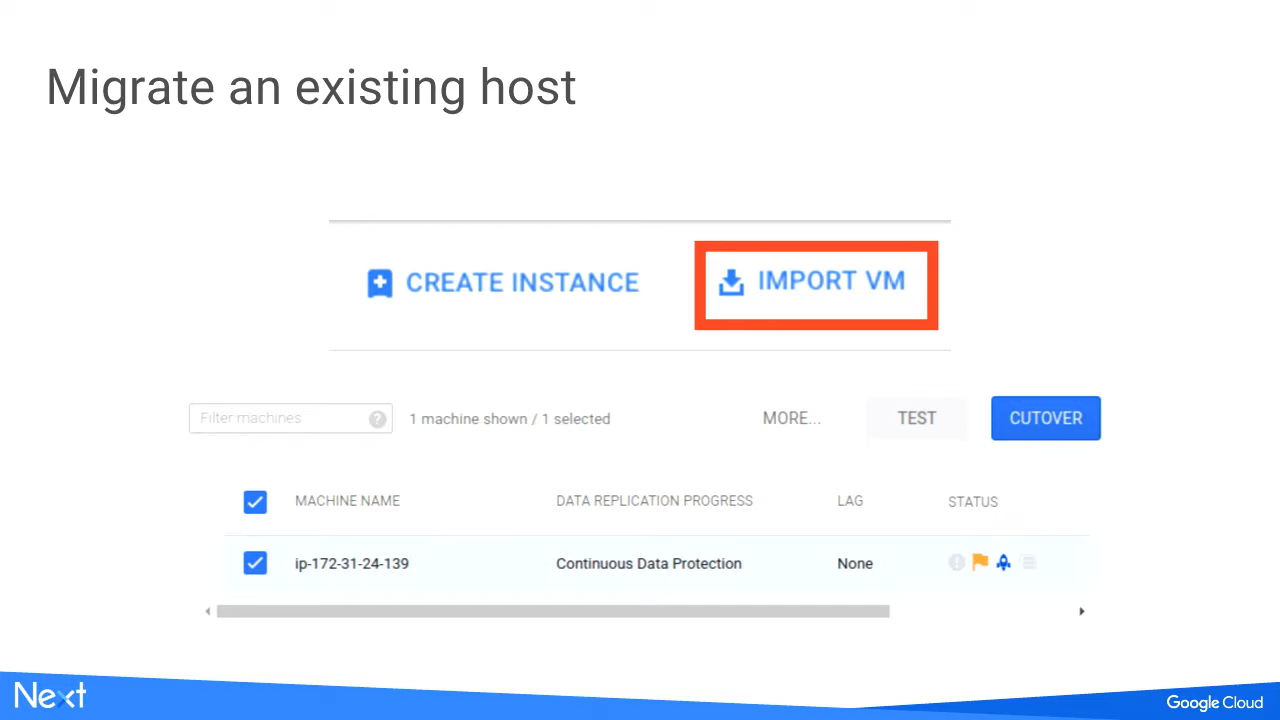 Migrate an existing host
CREATE INSTANCE
IMPORT VM
Filter machines ?
1 machine shown / 1 selected
MORE...
TEST
CUTOVER
MACHINE NAME
DATA REPLICATION PROGRESS
LAG
STATUS
ip-172-31-24-139
Continuous Data Protection
None
Next
Google Cloud